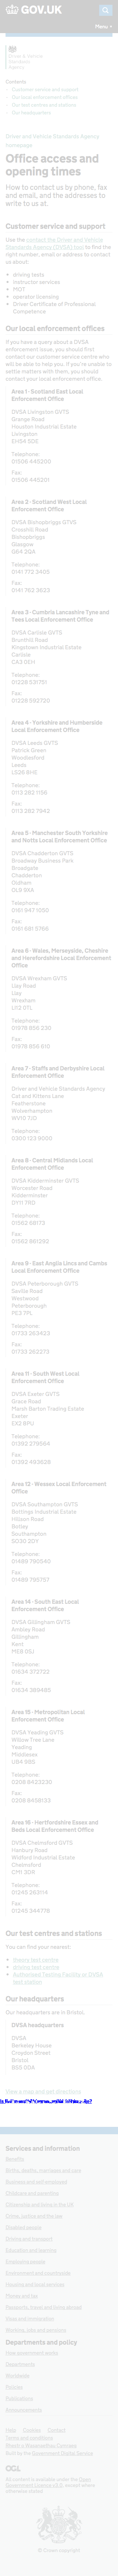 GOV.UK
Menu
Driver & Vehicle
Standards
Agency
Contents
Customer service and support
Our local enforcement offices
Our test centres and stations
Our Headquarters
Driver and Vehicle Standards Agency
homepage
Office access and
opening times
How to contact us by phone,
email, and the addresses to
write to us at.
Customer service and support
Use the contact the Driver and Vehicle
Standards Agency (DVSA) tool to find the
right number, email or address to contact
us about:
driving tests
instructor services
MOT
operator licensing
Driver Certificate of Professional
Competence
Our local enforcement offices
If you have a query about a DVSA
enforcement issue, you should first
contact our customer service centre who
will be able to help you. If you're unable to
speak to them, or wish to follow up
something already discussed, you should
contact your local enforcement office.
Area 1 - Scotland East Local
Enforcement Office
DVSA Livingston GVTS
Grange Road
Houston Industrial Estate
Livingston
EH54 5DE
Telephone:
01506 445200
Fax:
01506 445231
Area 2 - Scotland West Local
Enforcement Office
DVSA Bishopbriggs GTVS
Crosshill Road
Bishopbriggs
Glasgow
G64 2QA
Telephone:
0141 772 3405
Fax:
0141 762 3623
Area 3 - Cumbria Lancashire Tyne and
Tees Local Enforcement Office
DVSA Carlisle GVTS
Brunthill Road
Kingstown Industrial Estate
Carlisle
CA3 0EH
Telephone:
01228 531791
Fax:
01228 592720
Area 4 - Yorkshire and Humberside
Local Enforcement Office
DVSA Leeds GVTS
Patrick Green
Woodlesford
Leeds
LS26 8HE
Telephone:
0113 282 1156
Fax:
0113 282 7942
Area 5 - Manchester South Yorkshire
and Notts Local Enforcement Office
DVSA Chadderton GVTS
Broadway Business Park
Broadgate
Chadderton
Oldham
OL9 9XA
Telephone:
0161 947 1050
Fax:
0161 681 5765
Area 6 - Wales, Merseyside, Cheshire
and Herefordshire Local Enforcement
Office
DVSA Wrexham GVTS
Llay Road
Llay
Wrexham
L12 0TL
Telephone:
01978 856 230
Fax:
01978 856 610
Area 7 - Staffs and Derbyshire Local
Enforcement Office
Driver and Vehicle Standards Agency
Cat and Kittens Lane
Featherstone
Wolverhampton
WV10 7JD
Telephone:
0300 123 9000
Area 8 - Central Midlands Local
Enforcement Office
DVSA Kidderminster GVTS
Worcester Road
Kidderminster
DY11 7RD
Telephone:
01562 68173
Fax:
01562 861260
Area 9 - East Anglia Lincs and Cambs
Local Enforcement Office
DVSA Peterborough GVTS
Saville Road
Westwood
Peterborough
PE3 7PL
Telephone:
01733 263423
Fax:
01733 262273
Area 11 - South West Local
Enforcement Office
DVSA Exeter GVTS
Grace Road
Marsh Barton Trading Estate
Exeter
EX2 8PU
Telephone:
01392 279584
Fax:
01392 493628
Area 12 - Wessex Local Enforcement
Office
DVSA Southampton GVTS
Bottings Industrial Estate
Hillson Road
Botley
Southampton
SO30 2DY
Telephone:
01489 790540
Fax:
01489 795757
Area 14 - South East Local
Enforcement Office
DVSA Gillingham GVTS
Ambley Road
Gillingham
Kent
ME8 0SJ
Telephone:
01634 373722
Fax:
01634 389485
Area 15 - Metropolitan Local
Enforcement Office
DVSA Yeading GVTS
Willow Tree Lane
Yeading
Middlesex
UB4 9BS
Telephone:
0208 8423230
Fax:
0208 8458133
Area 16 - Hertfordshire Essex and
Beds Local Enforcement Office
DVSA Chelmsford GVTS
Hanbury Road
Widford Industrial Estate
Chelmsford
CM1 3GR
Telephone:
01245 263114
Fax:
01245 344778
Our test centres and stations
You can find your nearest:
theory test centre
driving test centre
Authorised Testing Facility or DVSA
test station
Our headquarters
Our headquarters are in Bristol.
DVSA headquarters
DVSA
Berkeley House
Croydon Street
Bristol
BS5 0DA
View a map and get directions
Services and information
Benefits
Births, deaths, marriages and care
Business and self-employed
Childcare and parenting
Citizenship and living in the UK
Crime, justice and the law
Disabled people
Driving and transport
Education and learning
Employing people
Environment and countryside
Housing and local services
Money and tax
Passports, travel and living abroad
Visas and immigration
Working, jobs and pensions
Departments and policy
How government works
Departments
Worldwide
Policies
Publications
Announcements
Help Cookies Contact
Terms and conditions
Rhestr o Wasanaethau Cymraeg
Built by the Government Digital Service
OGL
All content is available under the Open
Government Licence v3.0, except where
otherwise stated
© Crown copyright